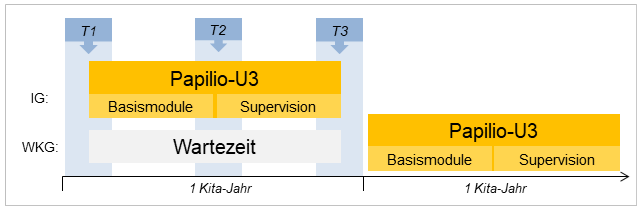 T1 T2 T3
IG: Papilio-U3
Basismodule Supervision
WKG: Wartezeit
Papilio-U3
Basismodule Supervision
1 Kita-Jahr 1 Kita-Jahr